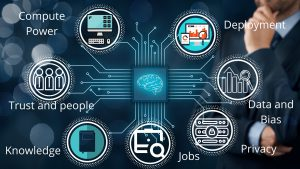 Compute
Power
Deployment
Trust and people
Data and
Bias
Knowledge
Jobs
Privacy